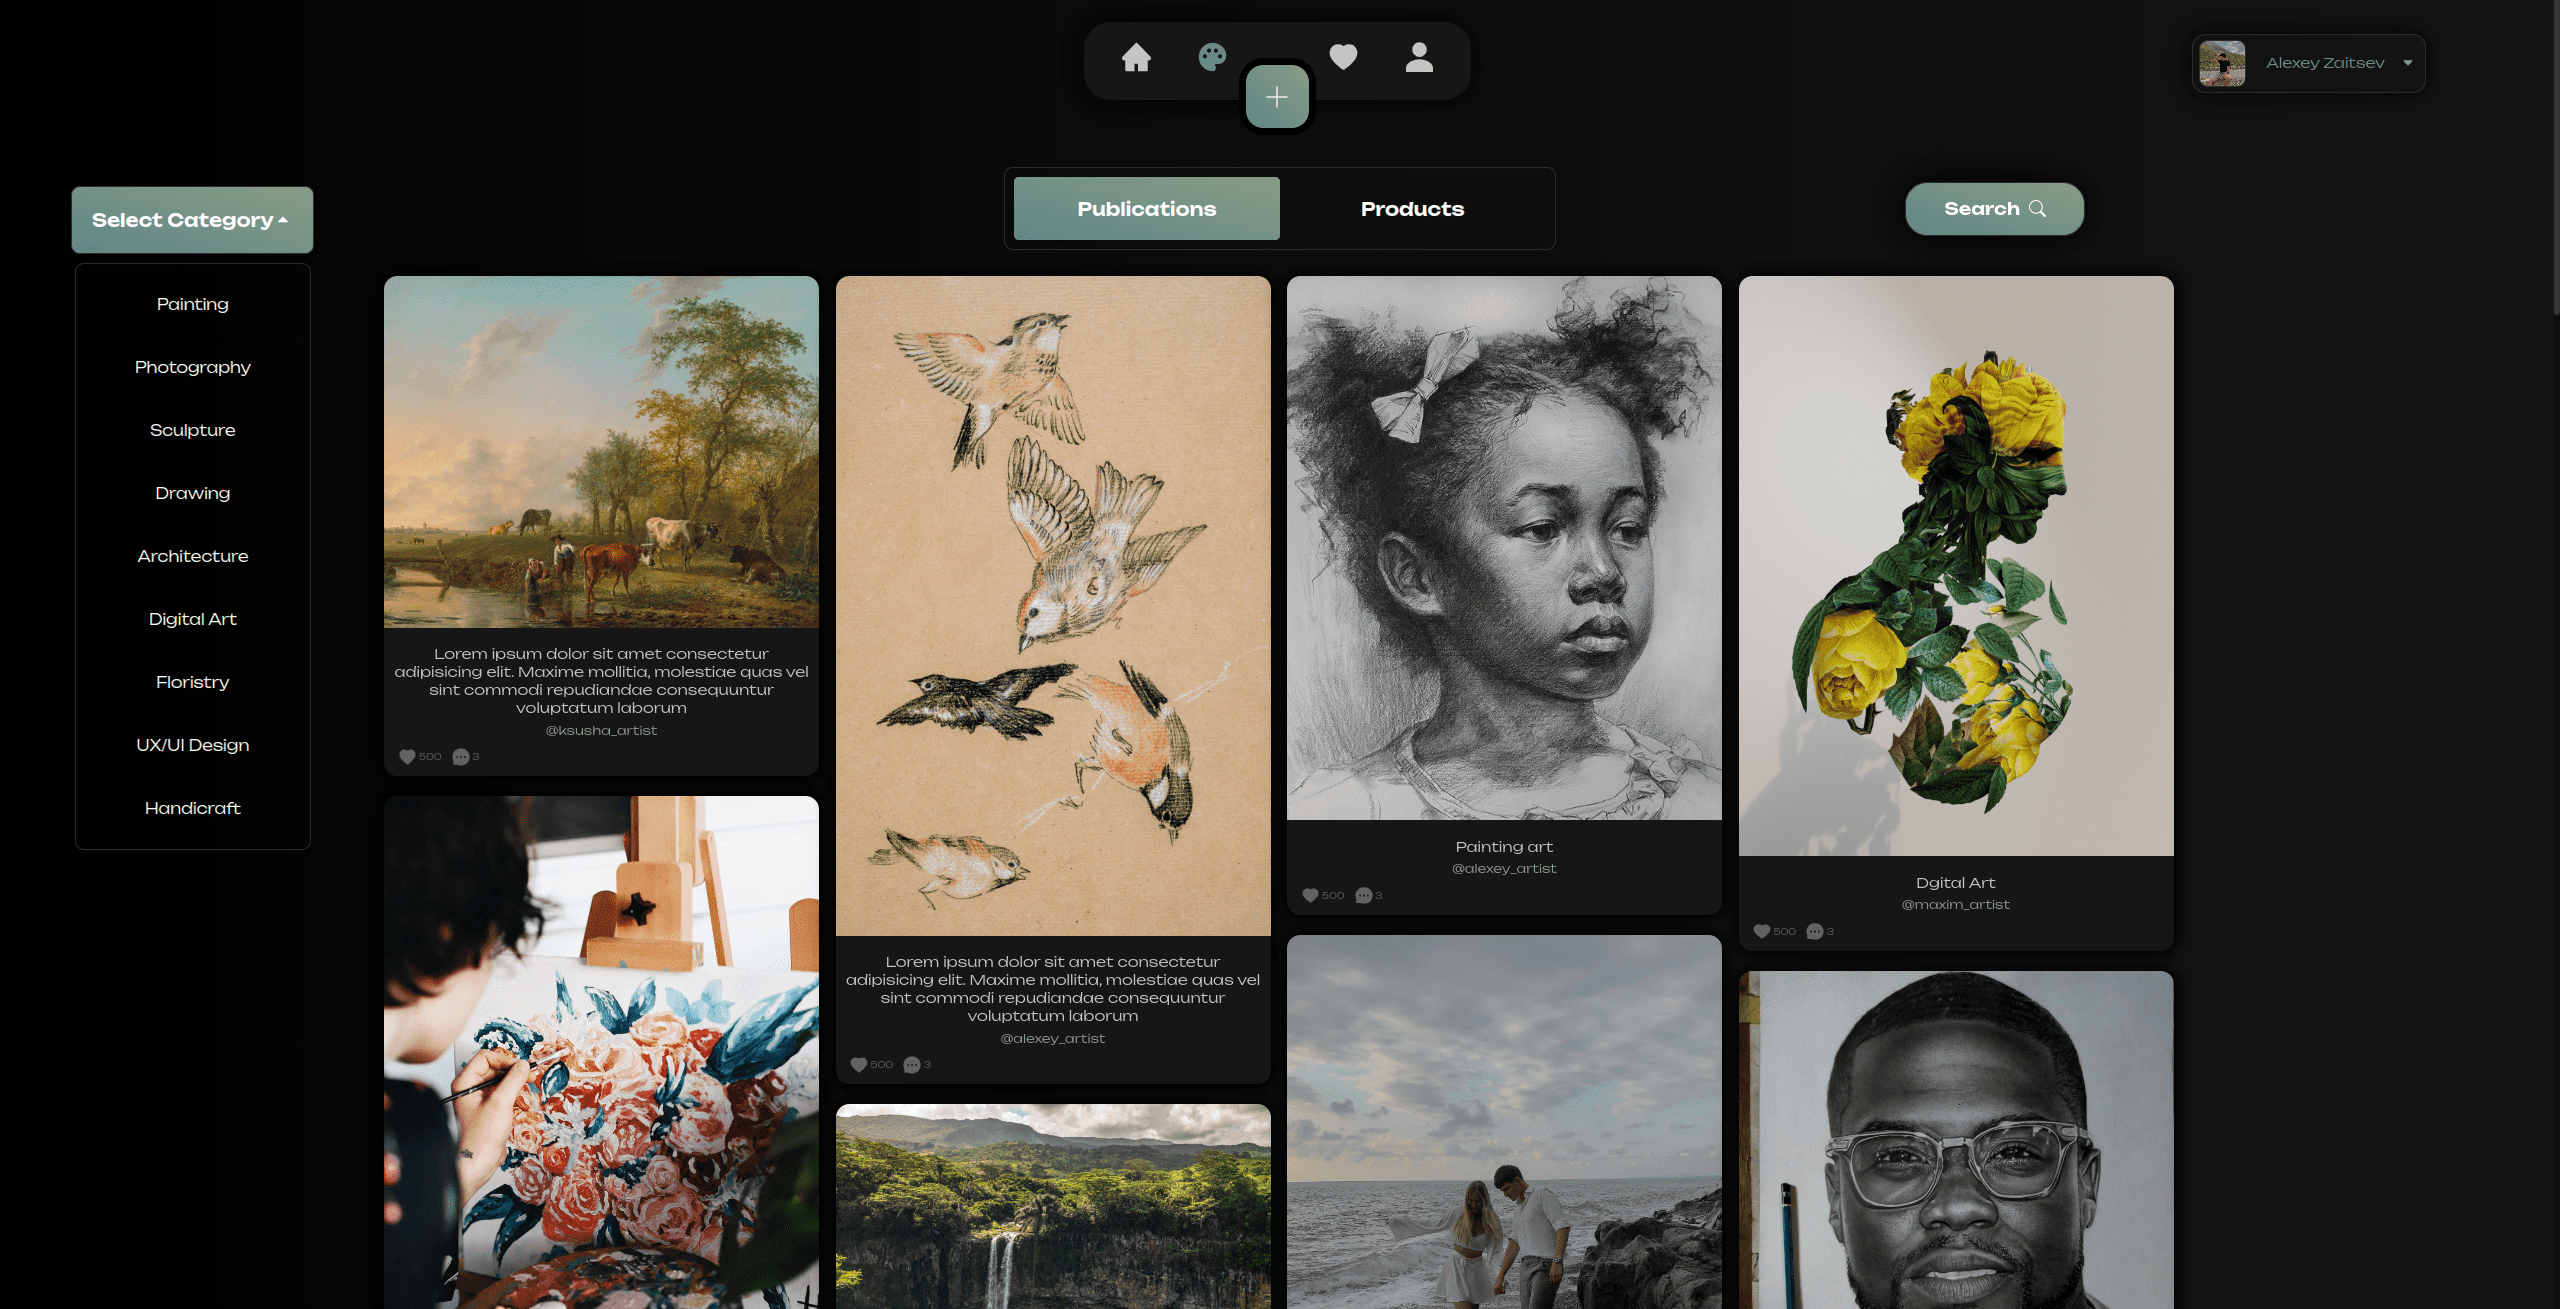 Alexey Zaitsev
Select Category
Publications
Products
Search
Painting
Photography
Sculpture
Drawing
Architecture
Digital Art
Floristry
UX/UI Design
Handicraft
Lorem ipsum dolor sit amet consectetur
adipisicing elit. Maxime mollitia, molestiae quas vel
sint commodi repudiandae consequuntur
voluptatum laborum
@ksusha_artist
500 3
Lorem ipsum dolor sit amet consectetur
adipisicing elit. Maxime mollitia, molestiae quas vel
sint commodi repudiandae consequuntur
voluptatum laborum
@alexey_artist
500 3
Painting art
@alexey_artist
500 3
Dgital Art
@maxim_artist
500 3